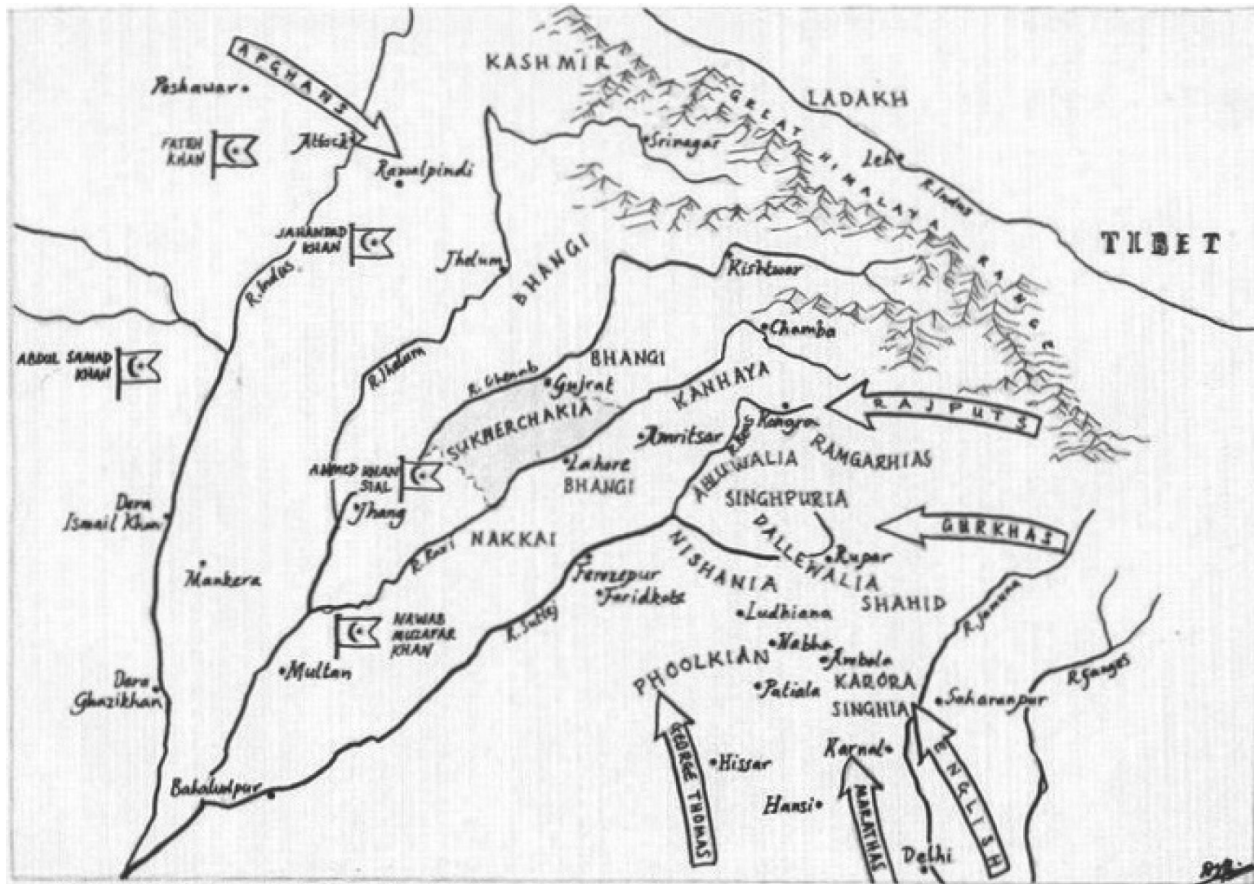 AFGHANS
KASHMIR
GREAT HIMALAYA RANGE
LADAKH
Peshawar
FATEH
KHAN
Attock
Srinagar
Leh
R.Indus
Rawalpindi
TIBET
JAHANDAD
KHAN
R.Indus
Jhelum
BHANGI
Kishtwar
Chamba
ABDUL SAMAD
KHAN
R.Jhelum
R. Chenab
BHANGI
Gujrat
KANHAYA
RAJPUTS
SUKHERCHAKIA
Amritsar
R.Beas
Kangra
RAMGARHIAS
AHMED KHAN
SIAL
Lahore
BHANGI
AHLUWALIA
SINGHPURIA
Jhang
Dera
Ismail Khan
GURKHAS
R.Ravi
NAKKAI
NISHANIA
DALLEWALIA
Rupar
Mankera
Ferozepur
Faridkote
SHAHID
R.Sutlej
Ludhiana
R.Jamuna
NAWAB
MUZAFAR
KHAN
Nabha
Multan
PHOOLKIAN
Ambala
KARORA
SINGHIA
R.Ganges
Dera
Ghazikhan
Patiala
Saharanpur
GEORGE THOMAS
Hissar
Karnal
ENGLISH
Bahalulpur
Hansi
MARATHAS
Delhi